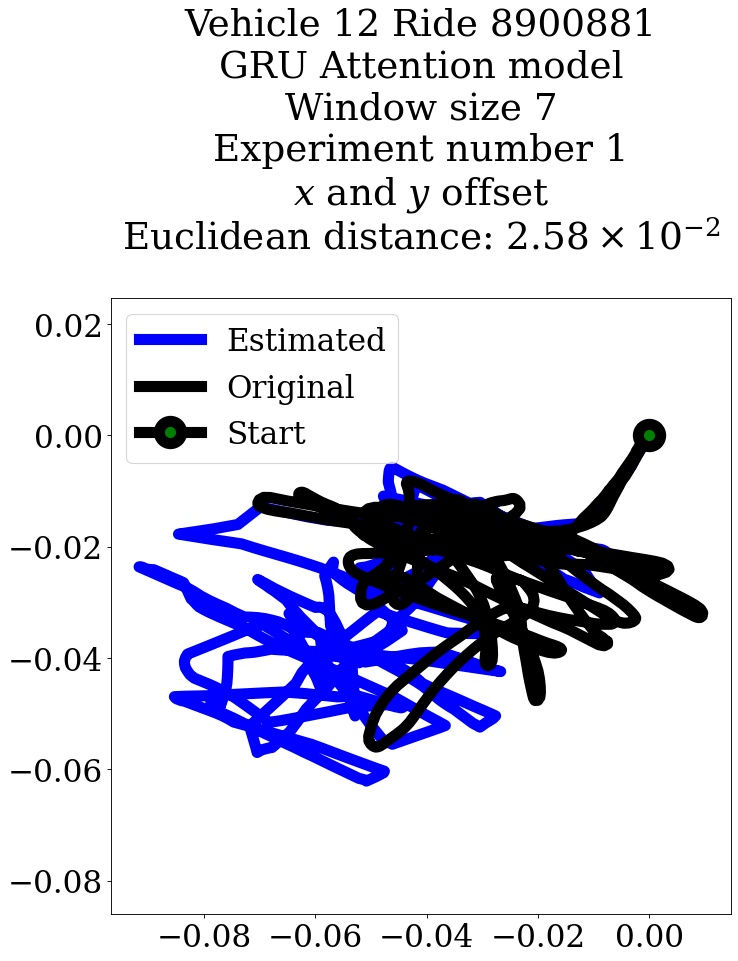 Vehicle 12 Ride 8900881
GRU Attention model
Window size 7
Experiment number 1
x and y offset
Euclidean distance: 2.58 × 10⁻²
0.02
0.00
−0.02
−0.04
−0.06
−0.08
Estimated
Original
Start
−0.08 −0.06 −0.04 −0.02 0.00